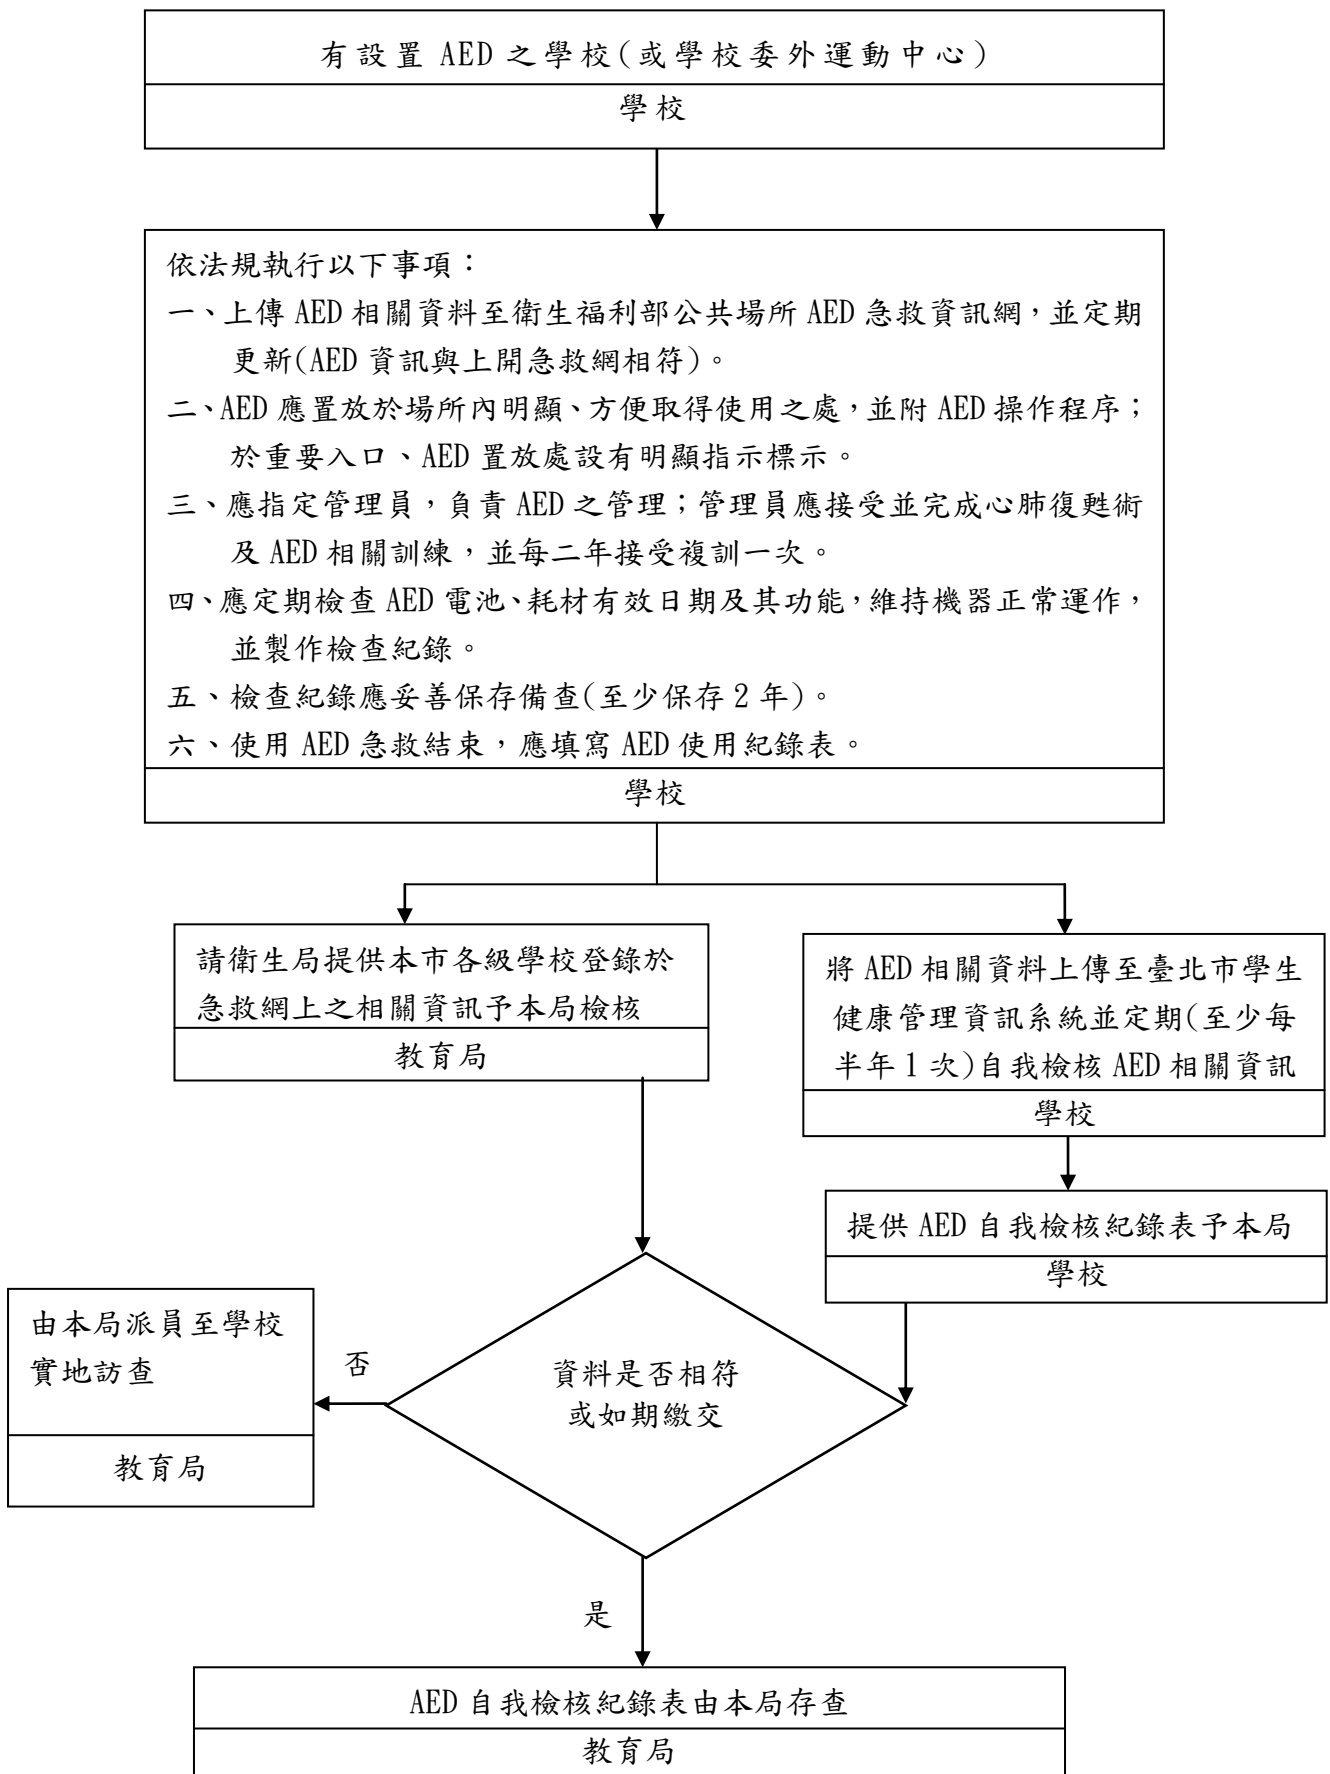 有設置 AED 之學校(或學校委外運動中心)
學校
依法規執行以下事項：
一、上傳 AED 相關資料至衛生福利部公共場所 AED 急救資訊網，並定期
更新(AED 資訊與上開急救網相符)。
二、AED 應置放於場所內明顯、方便取得使用之處，並附 AED 操作程序；
於重要入口、AED 置放處設有明顯指示標示。
三、應指定管理員，負責 AED 之管理；管理員應接受並完成心肺復甦術
及 AED 相關訓練，並每二年接受複訓一次。
四、應定期檢查 AED 電池、耗材有效日期及其功能，維持機器正常運作，
並製作檢查紀錄。
五、檢查紀錄應妥善保存備查(至少保存 2 年)。
六、使用 AED 急救結束，應填寫 AED 使用紀錄表。
學校
請衛生局提供本市各級學校登錄於
急救網上之相關資訊予本局檢核
教育局
將 AED 相關資料上傳至臺北市學生
健康管理資訊系統並定期(至少每
半年 1 次)自我檢核 AED 相關資訊
學校
提供 AED 自我檢核紀錄表予本局
學校
由本局派員至學校
實地訪查
教育局
否
資料是否相符
或如期繳交
是
AED 自我檢核紀錄表由本局存查
教育局